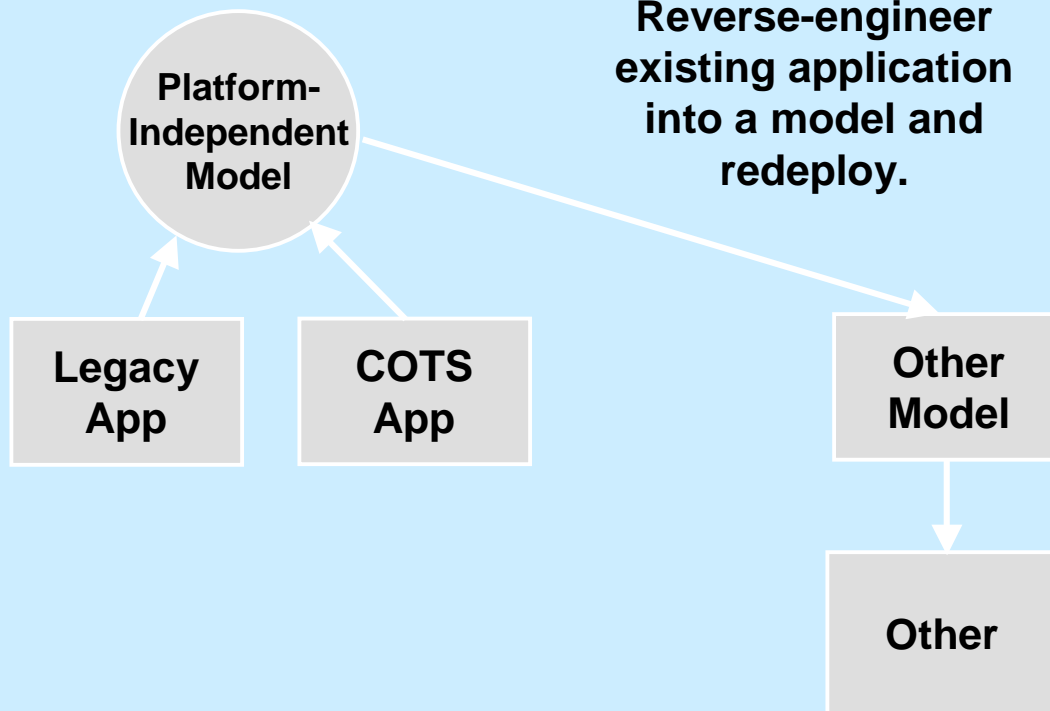 Reverse-engineer
existing application
into a model and
redeploy.
Platform-
Independent
Model
Legacy
App
COTS
App
Other
Model
Other